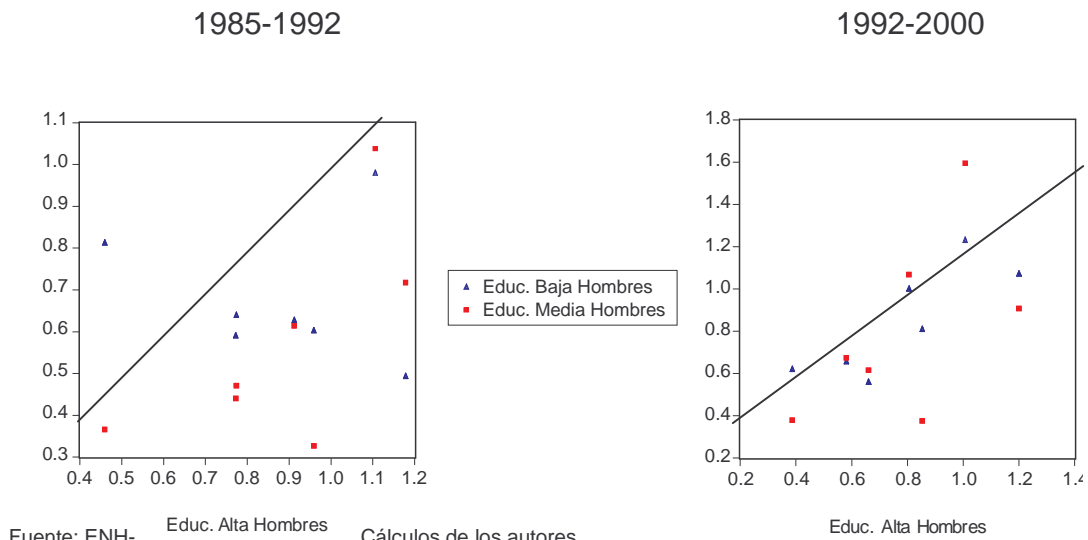 1985-1992
1992-2000
1.1
1.0
0.9
0.8
0.7
0.6
0.5
0.4
0.3
0.4 0.5 0.6 0.7 0.8 0.9 1.0 1.1 1.2
Educ. Alta Hombres
Educ. Baja Hombres
Educ. Media Hombres
1.8
1.6
1.4
1.2
1.0
0.8
0.6
0.4
0.2
0.2 0.4 0.6 0.8 1.0 1.2 1.4
Educ. Alta Hombres
Fuente: ENH- Cálculos de los autores